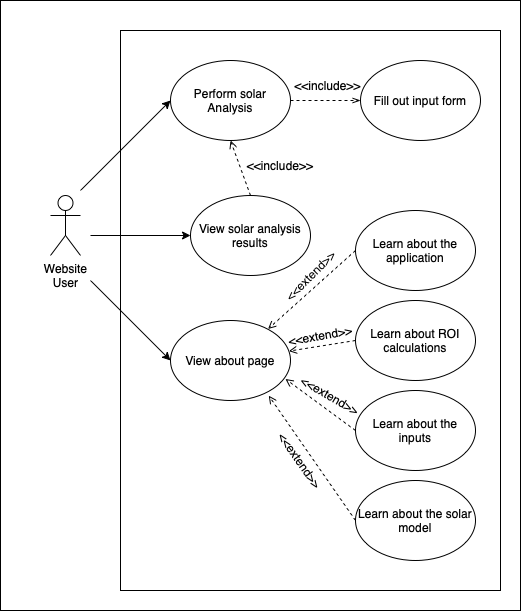 Perform solar
Analysis
<<include>>
Fill out input form
<<include>>
View solar analysis
results
Website
User
Learn about the
application
<<extend>>
View about page
<<extend>>
Learn about ROI
calculations
<<extend>>
Learn about the
inputs
<<extend>>
Learn about the solar
model